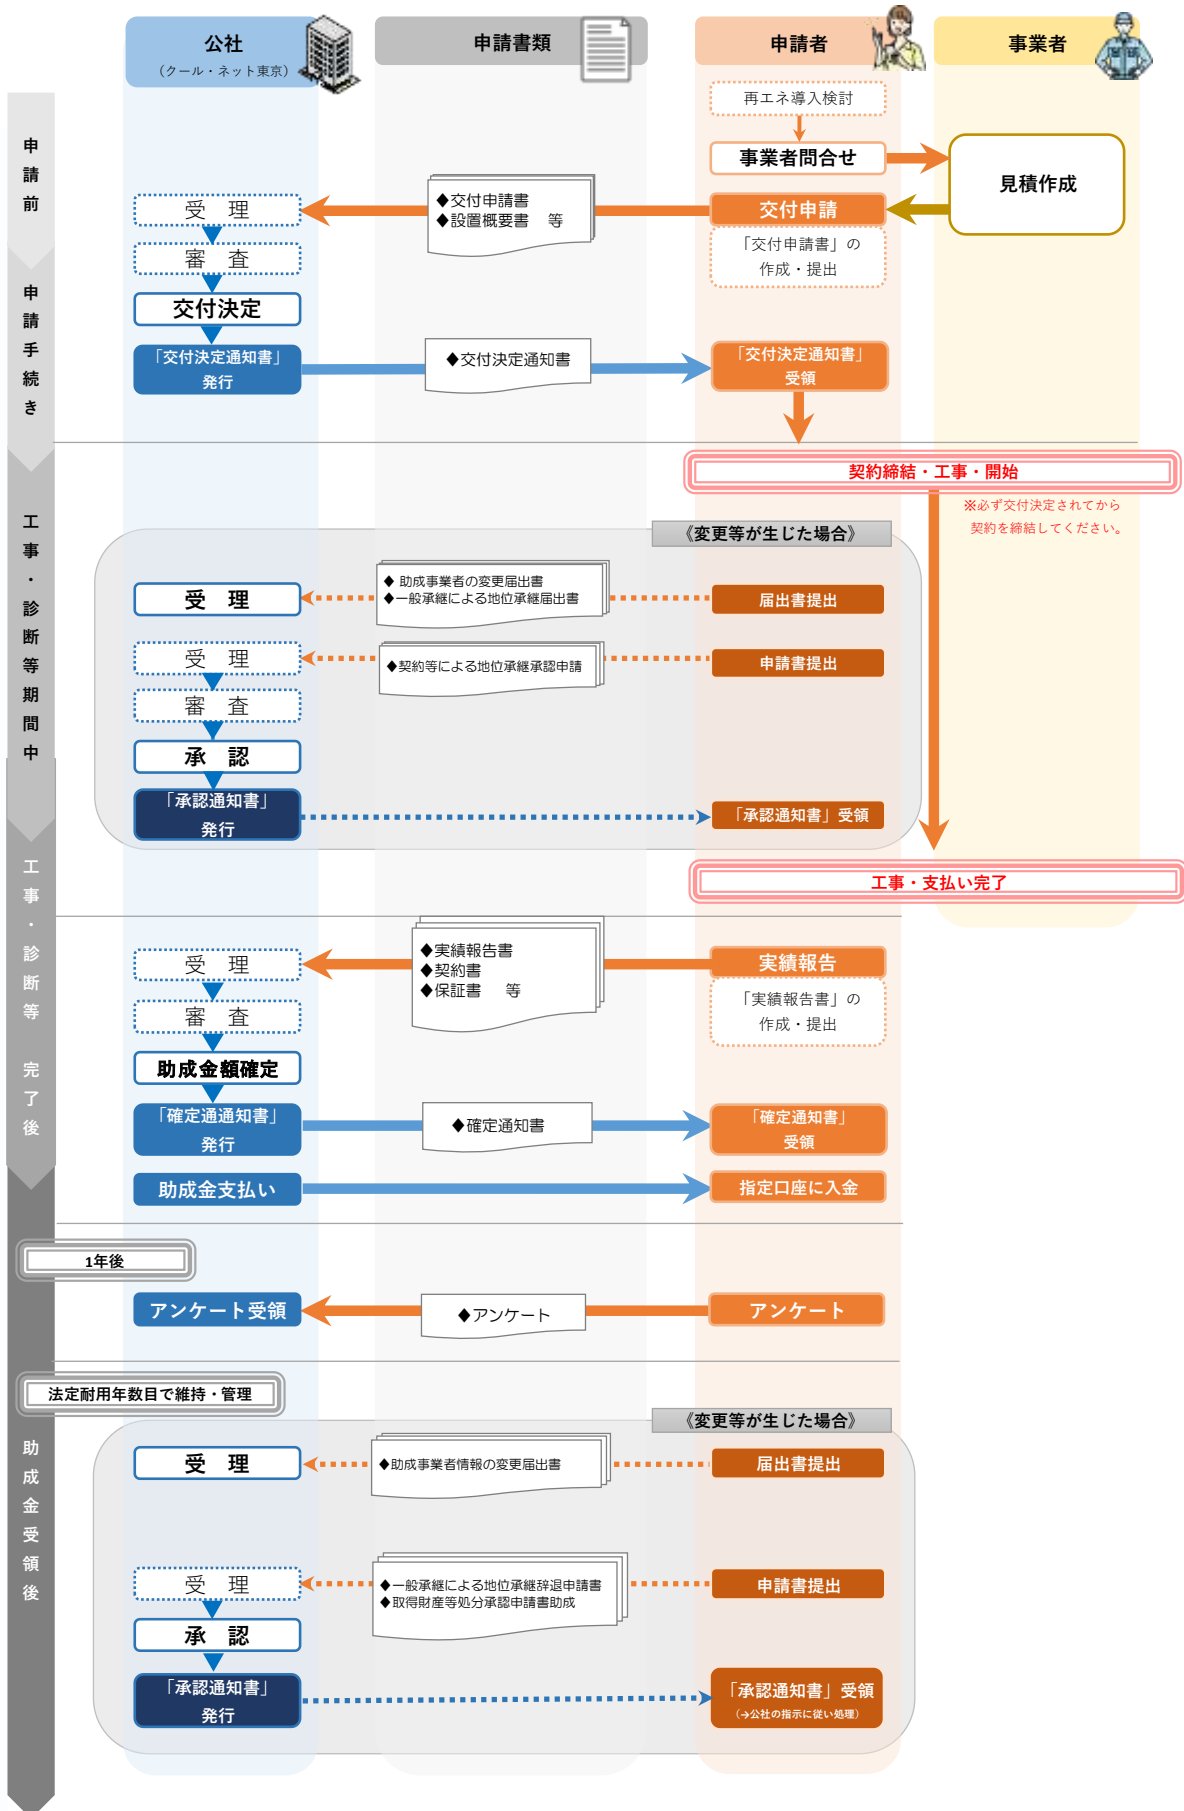 公社
（クール・ネット東京）
申請書類
申請者
事業者
申請前
再エネ導入検討
事業者問合せ
見積作成
受　理
◆交付申請書
◆設置概要書　等
交付申請
「交付申請書」の
作成・提出
審　査
申請手続き
交付決定
「交付決定通知書」
発行
◆交付決定通知書
「交付決定通知書」
受領
契約締結・工事・開始
※必ず交付決定されてから
契約を締結してください。
工事・診断等期間中
《変更等が生じた場合》
受　理
◆ 助成事業者の変更届出書
◆一般承継による地位承継届出書
届出書提出
受　理
◆契約等による地位承継承認申請
申請書提出
審　査
承　認
「承認通知書」
発行
「承認通知書」受領
工事・支払い完了
工事・診断等　完了後
受　理
◆実績報告書
◆契約書
◆保証書　等
実績報告
「実績報告書」の
作成・提出
審　査
助成金額確定
「確定通通知書」
発行
◆確定通知書
「確定通知書」
受領
助成金支払い
指定口座に入金
1年後
アンケート受領
◆アンケート
アンケート
法定耐用年数目で維持・管理
助成金受領後
《変更等が生じた場合》
受　理
◆助成事業者情報の変更届出書
届出書提出
受　理
◆一般承継による地位承継辞退申請書
◆取得財産等処分承認申請書助成
申請書提出
承　認
「承認通知書」
発行
「承認通知書」受領
（→公社の指示に従い処理）